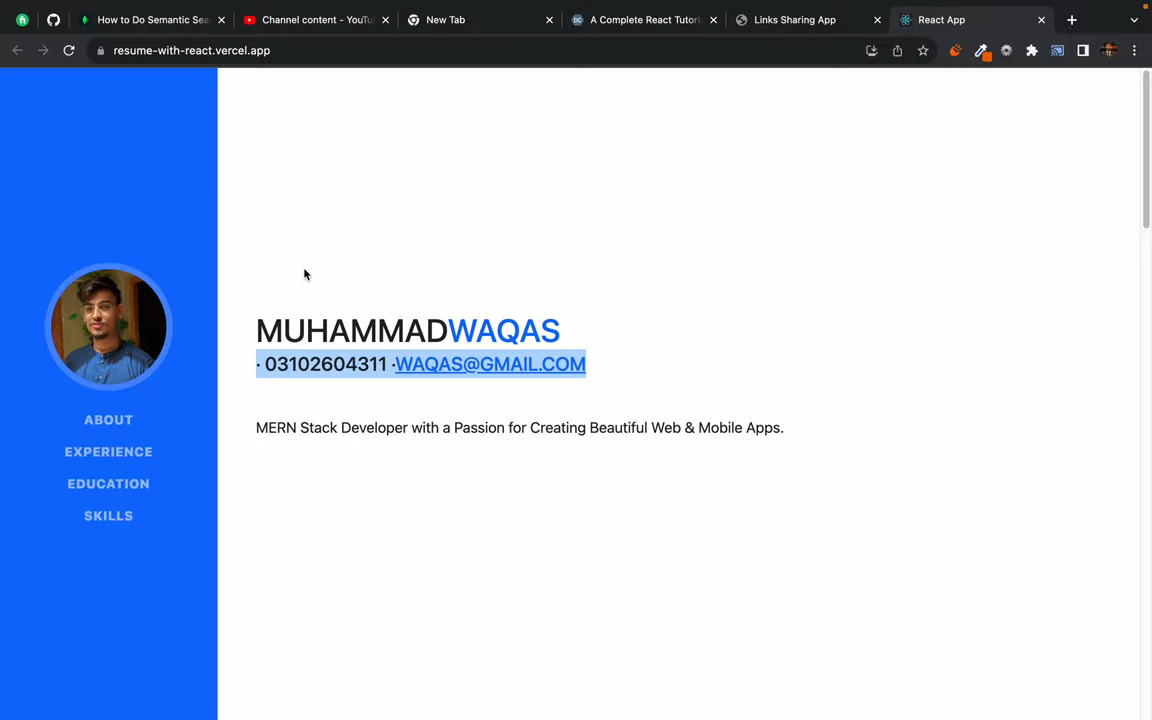 How to Do Semantic Sea
Channel content - YouTu
New Tab
A Complete React Tutori
Links Sharing App
React App
resume-with-react.vercel.app
MUHAMMADWAQAS
· 03102604311 ·WAQAS@GMAIL.COM
MERN Stack Developer with a Passion for Creating Beautiful Web & Mobile Apps.
ABOUT
EXPERIENCE
EDUCATION
SKILLS